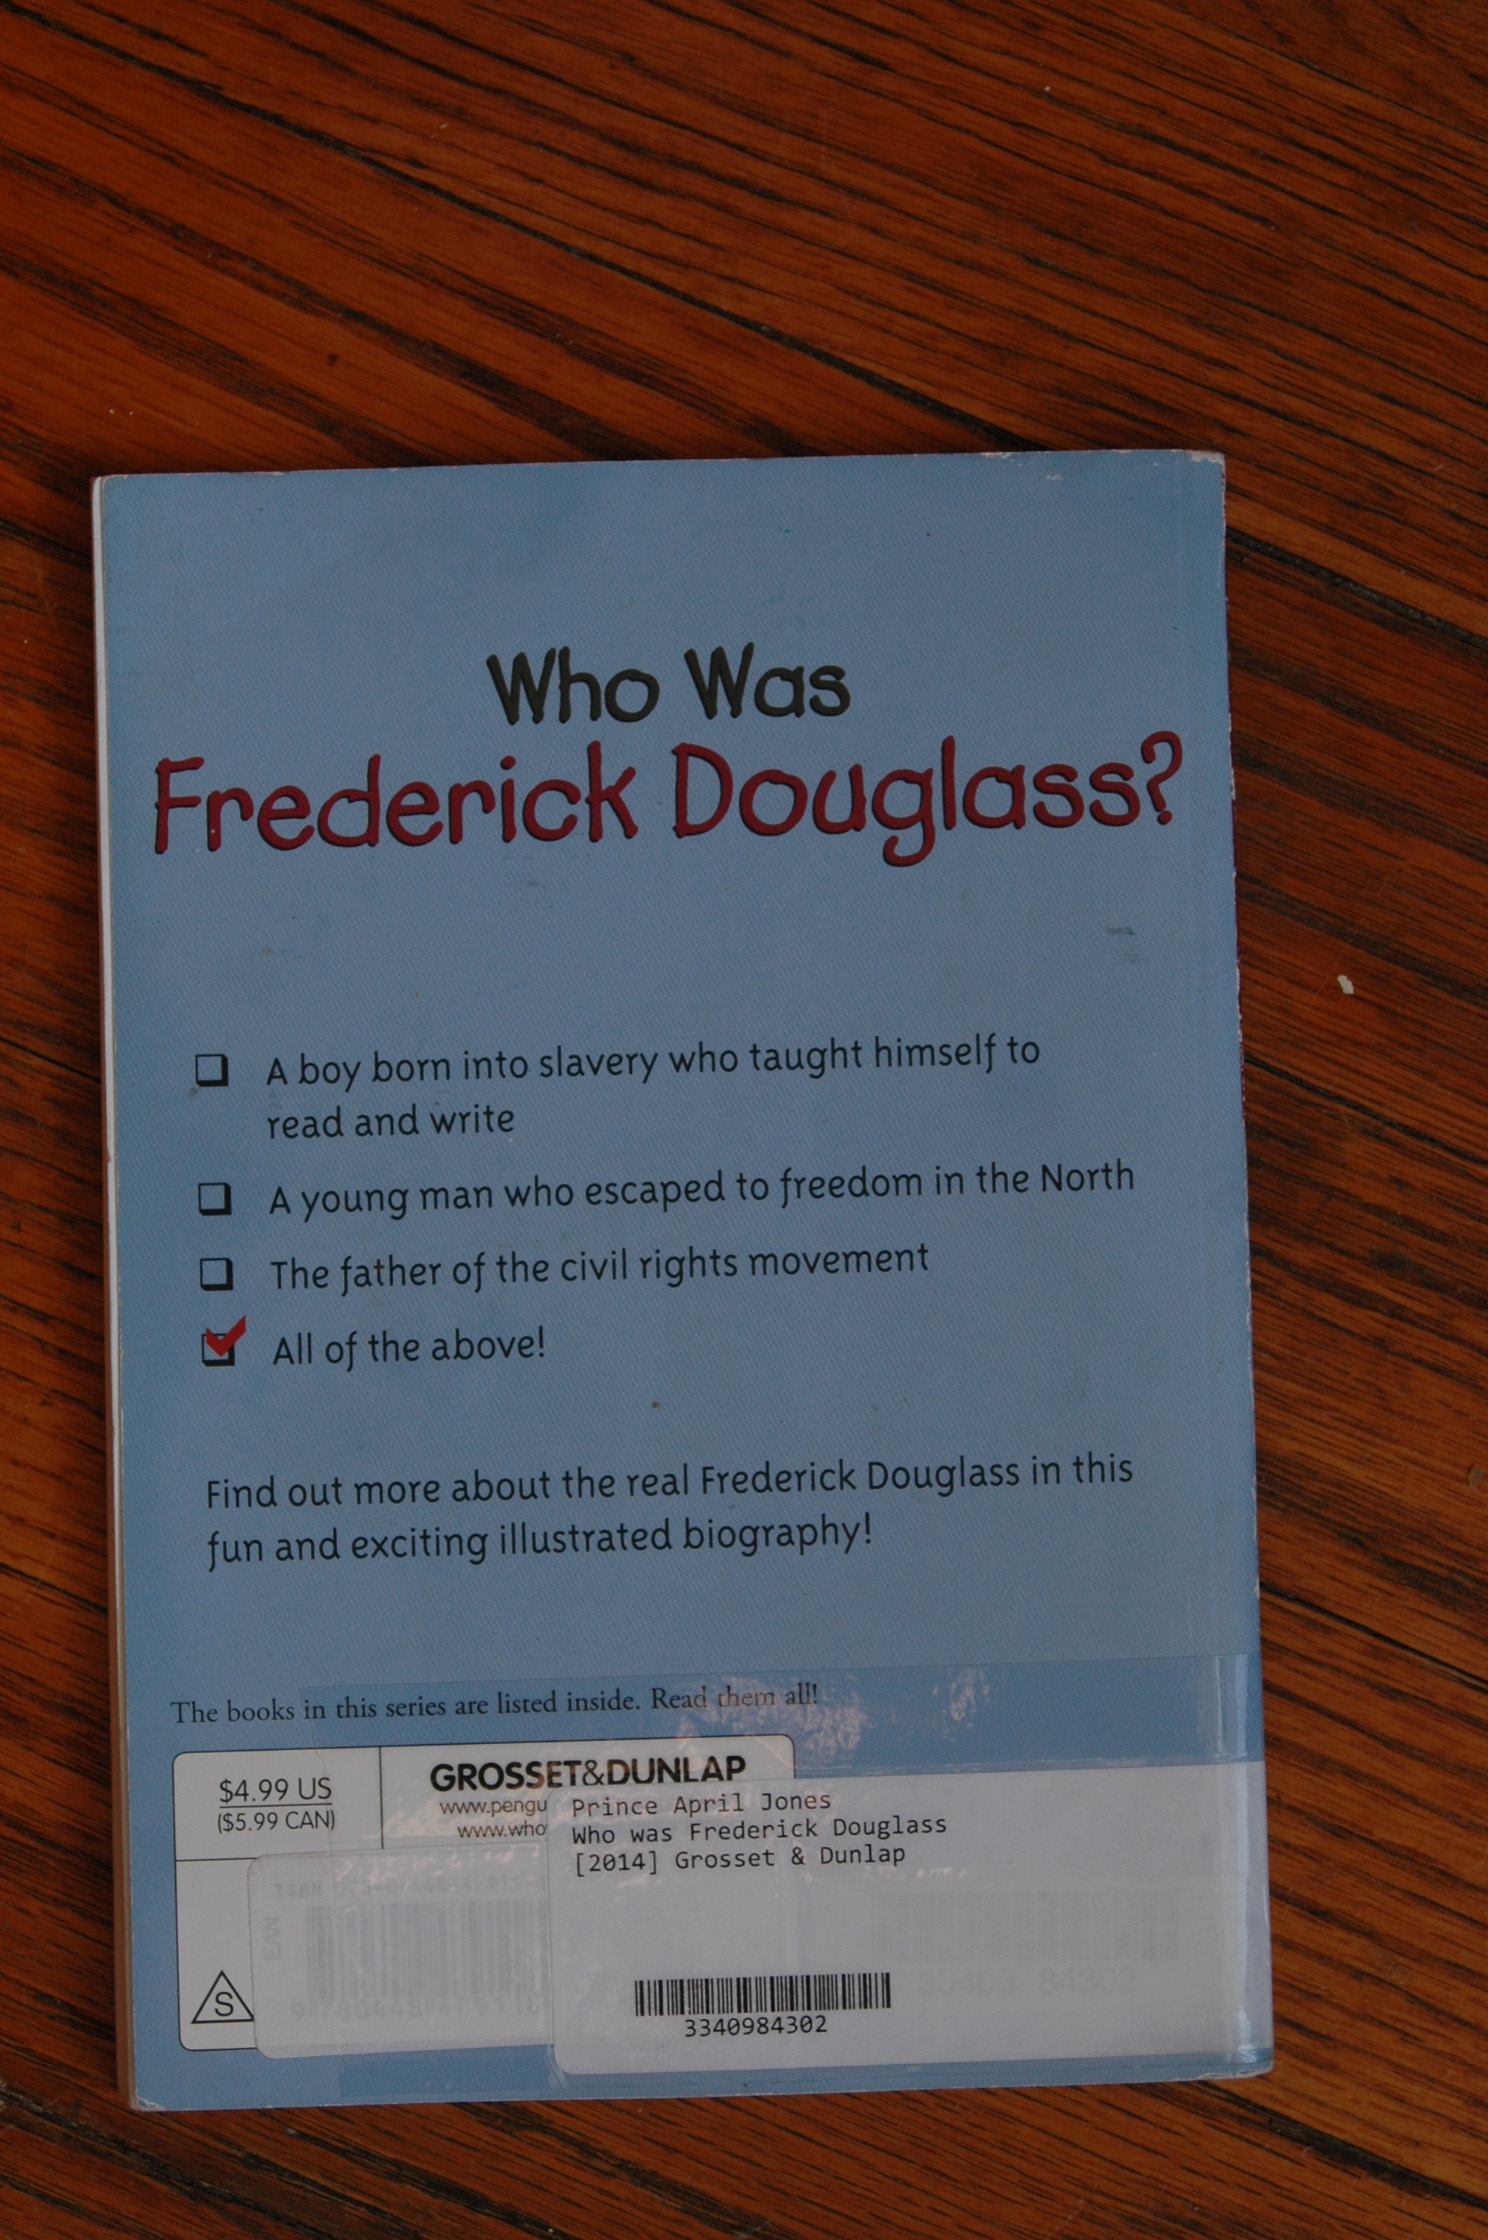 Who Was
Frederick Douglass?
A boy born into slavery who taught himself to
read and write
A young man who escaped to freedom in the North
The father of the civil rights movement
All of the above!
Find out more about the real Frederick Douglass in this
fun and exciting illustrated biography!
The books in this series are listed inside. Read them all!
$4.99 US
($5.99 CAN)
GROSSET&DUNLAP
www.pengu
www.who
Prince April Jones
Who was Frederick Douglass
[2014] Grosset & Dunlap
ISBN
EAN
S
3340984302